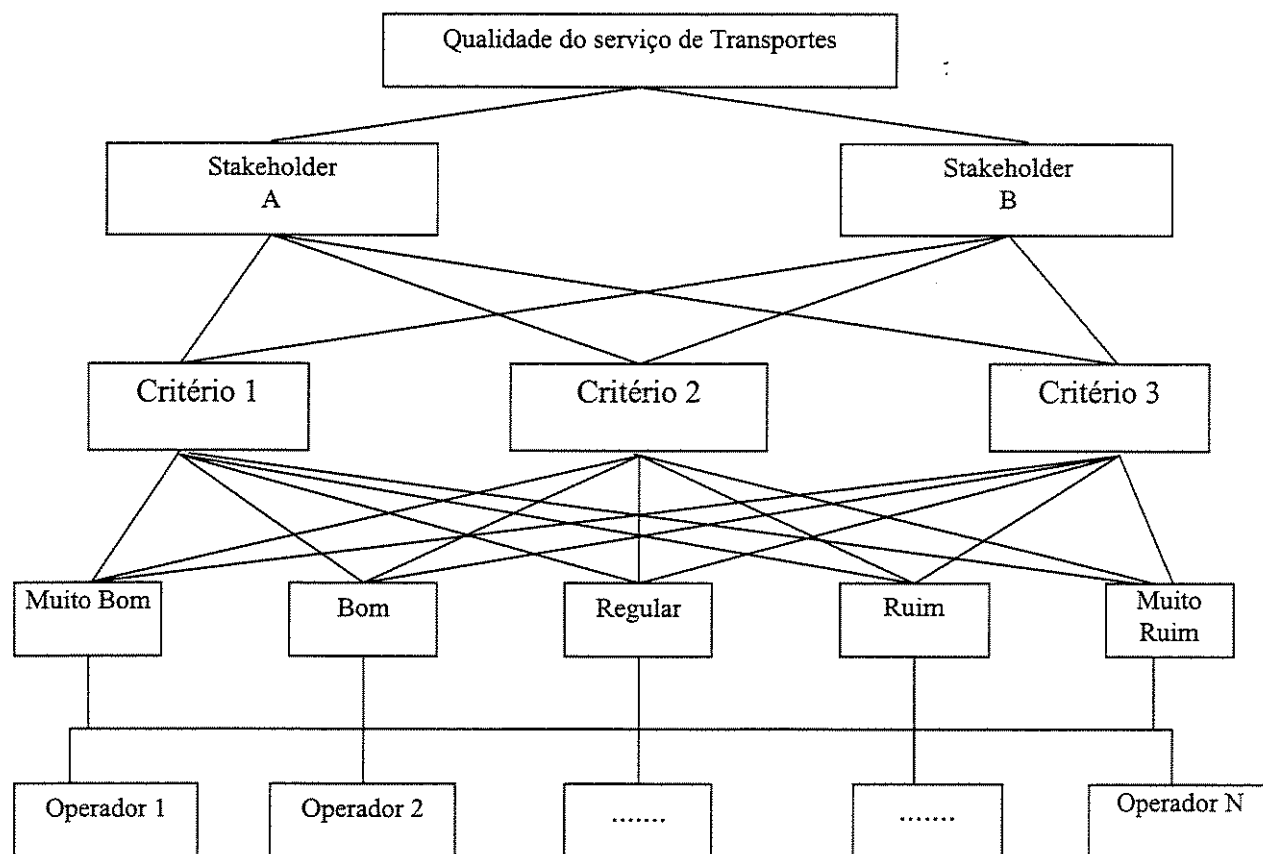 Qualidade do serviço de Transportes
Stakeholder
A
Stakeholder
B
Critério 1
Critério 2
Critério 3
Muito Bom
Bom
Regular
Ruim
Muito
Ruim
Operador 1
Operador 2
.......
.......
Operador N